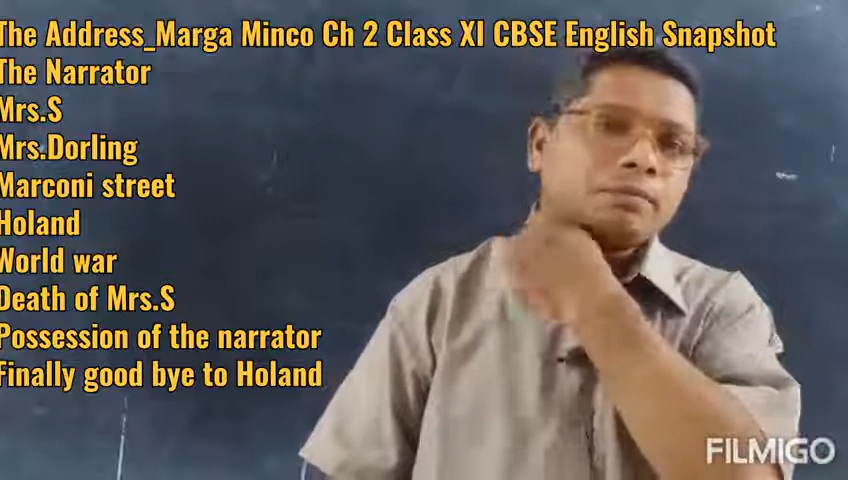 The Address_Marga Minco Ch 2 Class XI CBSE English Snapshot
The Narrator
Mrs.S
Mrs.Dorling
Marconi street
Holand
World war
Death of Mrs.S
Possession of the narrator
Finally good bye to Holand
FILMIGO